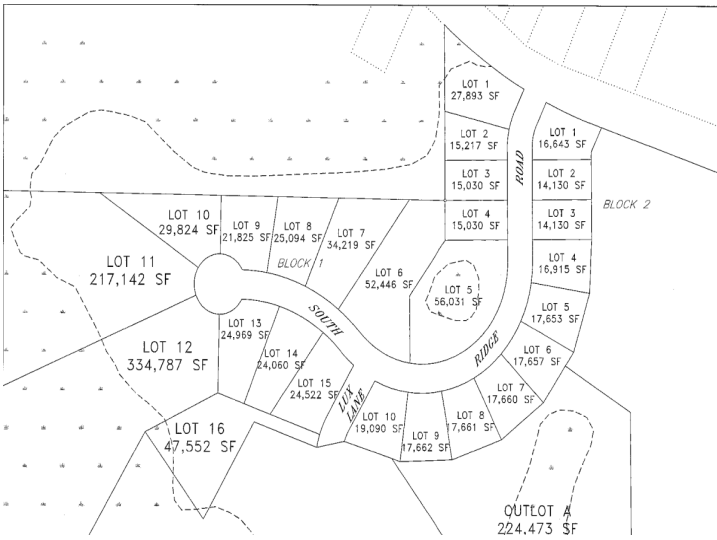 LOT 1
27,893 SF
LOT 2
15,217 SF
LOT 3
15,030 SF
LOT 4
15,030 SF
ROAD
LOT 1
16,643 SF
LOT 2
14,130 SF
LOT 3
14,130 SF
BLOCK 2
LOT 4
16,915 SF
LOT 5
17,653 SF
LOT 6
17,657 SF
LOT 7
17,660 SF
LOT 8
17,661 SF
LOT 9
17,662 SF
LOT 10
19,090 SF
RIDGE
SOUTH
LUX
LANE
LOT 5
56,031 SF
LOT 6
52,446 SF
LOT 7
34,219 SF
LOT 8
25,094 SF
LOT 9
21,825 SF
BLOCK 1
LOT 10
29,824 SF
LOT 11
217,142 SF
LOT 12
334,787 SF
LOT 13
24,969 SF
LOT 14
24,060 SF
LOT 15
24,522 SF
LOT 16
47,552 SF
OUTLOT A
224,473 SF